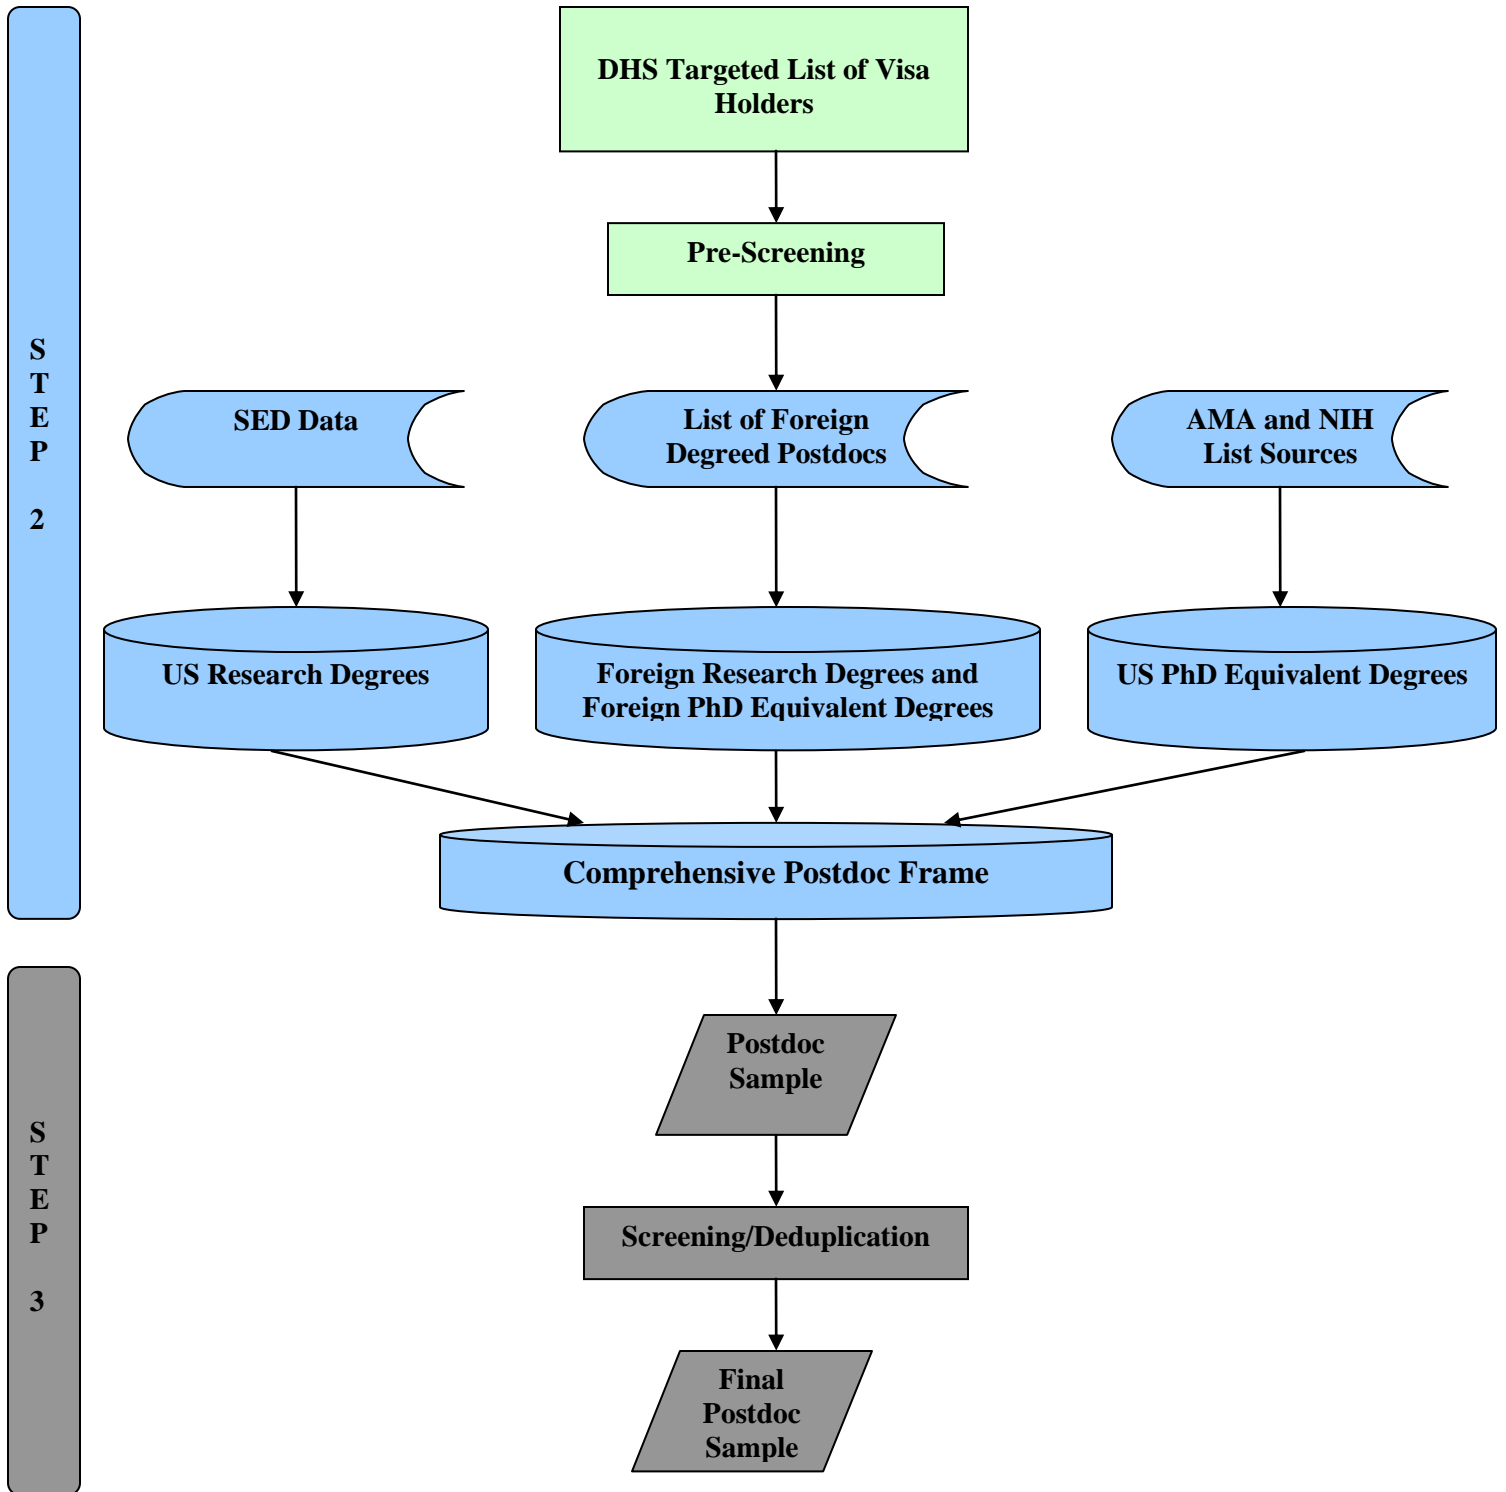 DHS Targeted List of Visa
Holders
Pre-Screening
S
T
E
P
2
SED Data
List of Foreign
Degreed Postdocs
AMA and NIH
List Sources
US Research Degrees
Foreign Research Degrees and
Foreign PhD Equivalent Degrees
US PhD Equivalent Degrees
Comprehensive Postdoc Frame
S
T
E
P
3
Postdoc
Sample
Screening/Deduplication
Final
Postdoc
Sample